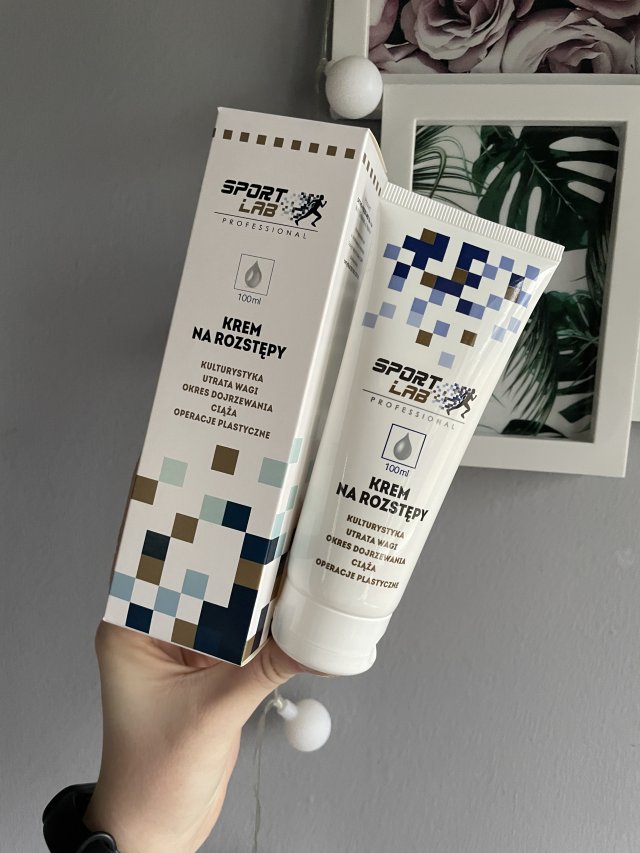 SPORT
LAB
PROFESSIONAL
100ml
KREM
NA ROZSTĘPY
KULTURYSTYKA
UTRATA WAGI
OKRES DOJRZEWANIA
CIĄŻA
OPERACJE PLASTYCZNE
SPORT
LAB
PROFESSIONAL
100ml
KREM
NA ROZSTĘPY
KULTURYSTYKA
UTRATA WAGI
OKRES DOJRZEWANIA
CIĄŻA
OPERACJE PLASTYCZNE